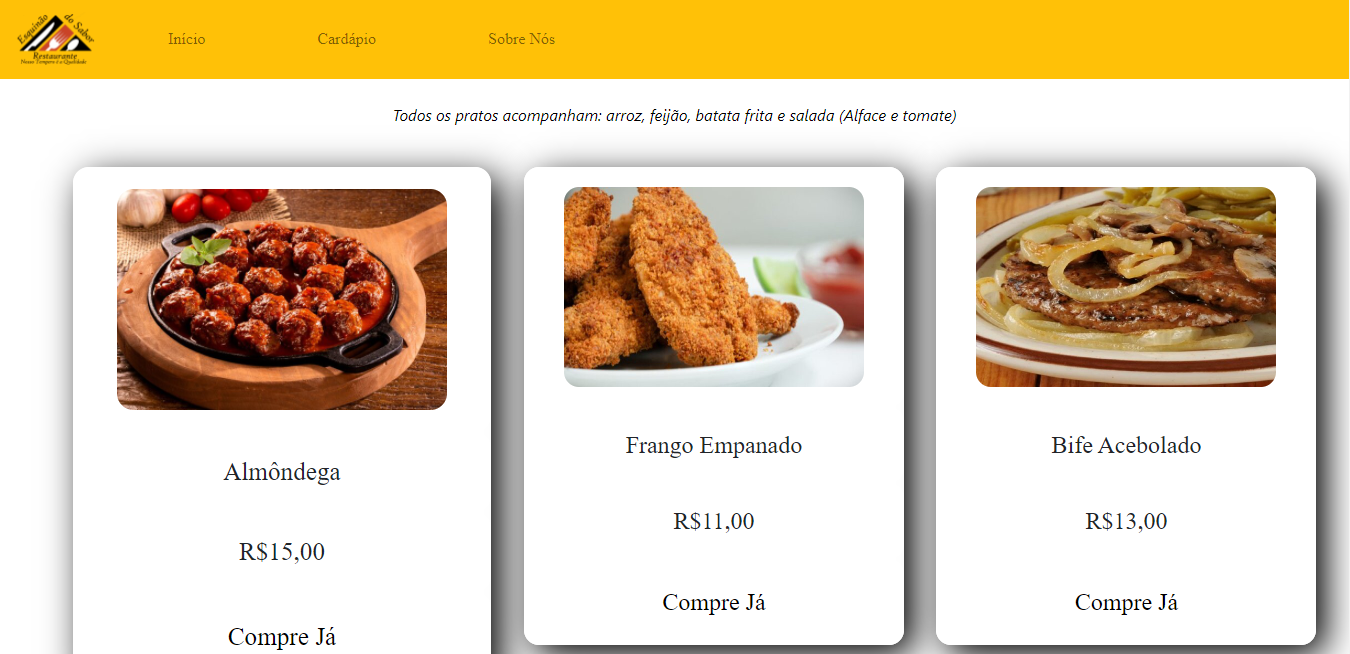 Esquinão do Sabor
Restaurante
Nosso Tempero é a Qualidade
Início
Cardápio
Sobre Nós
Todos os pratos acompanham: arroz, feijão, batata frita e salada (Alface e tomate)
Almôndega
R$15,00
Compre Já
Frango Empanado
R$11,00
Compre Já
Bife Acebolado
R$13,00
Compre Já